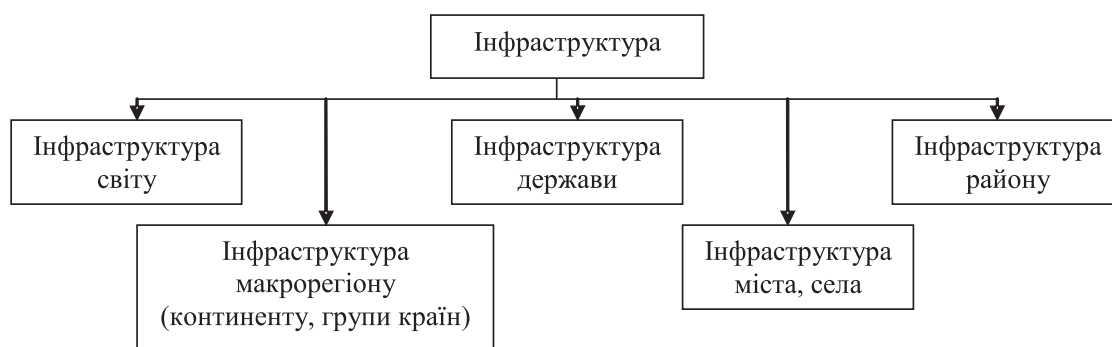 Інфраструктура
Інфраструктура
світу
Інфраструктура
держави
Інфраструктура
району
Інфраструктура
макрорегіону
(континенту, групи країн)
Інфраструктура
міста, села